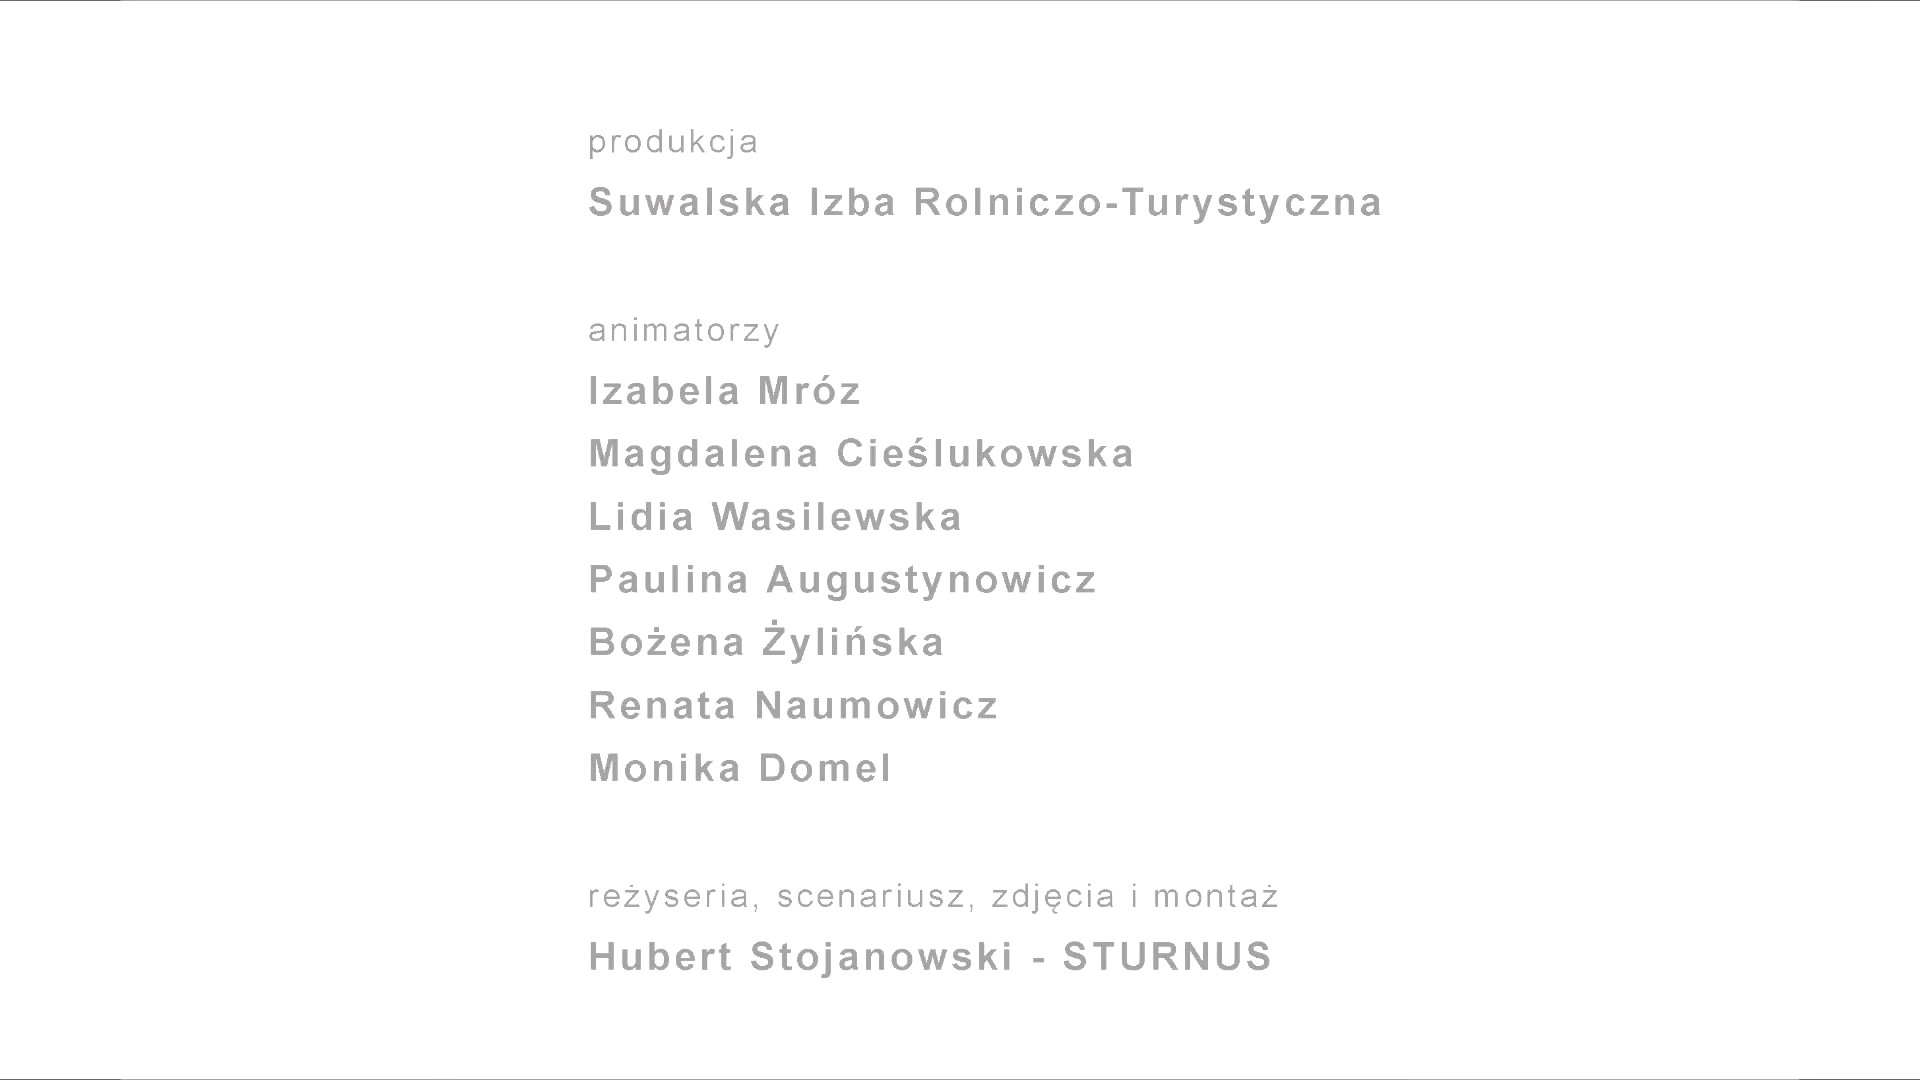 produkcja
Suwalska Izba Rolniczo-Turystyczna
animatorzy
Izabela Mróz
Magdalena Cieślukowska
Lidia Wasilewska
Paulina Augustynowicz
Bożena Żylińska
Renata Naumowicz
Monika Domel
reżyseria, scenariusz, zdjęcia i montaż
Hubert Stojanowski - STURNUS